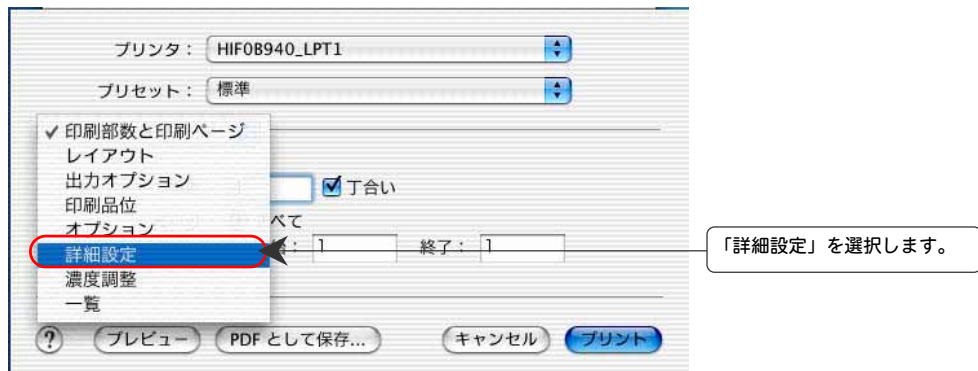 プリンタ： HIF0B940_LPT1
プリセット： 標準
✓ 印刷部数と印刷ページ
レイアウト
出力オプション
丁合い
印刷品位
べて
オプション
詳細設定
： 1 終了： 1
「詳細設定」を選択します。
濃度調整
一覧
? プレビュー PDF として保存... キャンセル プリント